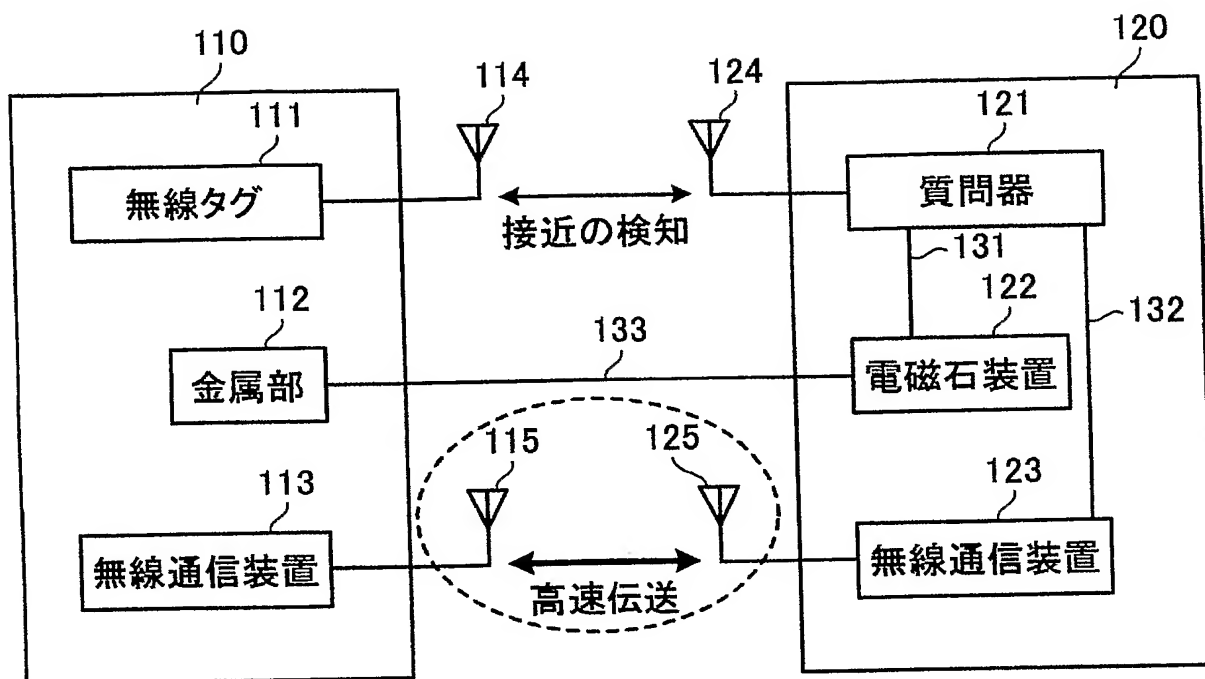 110
120
114
124
111
121
無線タグ
質問器
接近の検知
131
112
122
132
133
金属部
電磁石装置
115
125
113
123
無線通信装置
無線通信装置
高速伝送